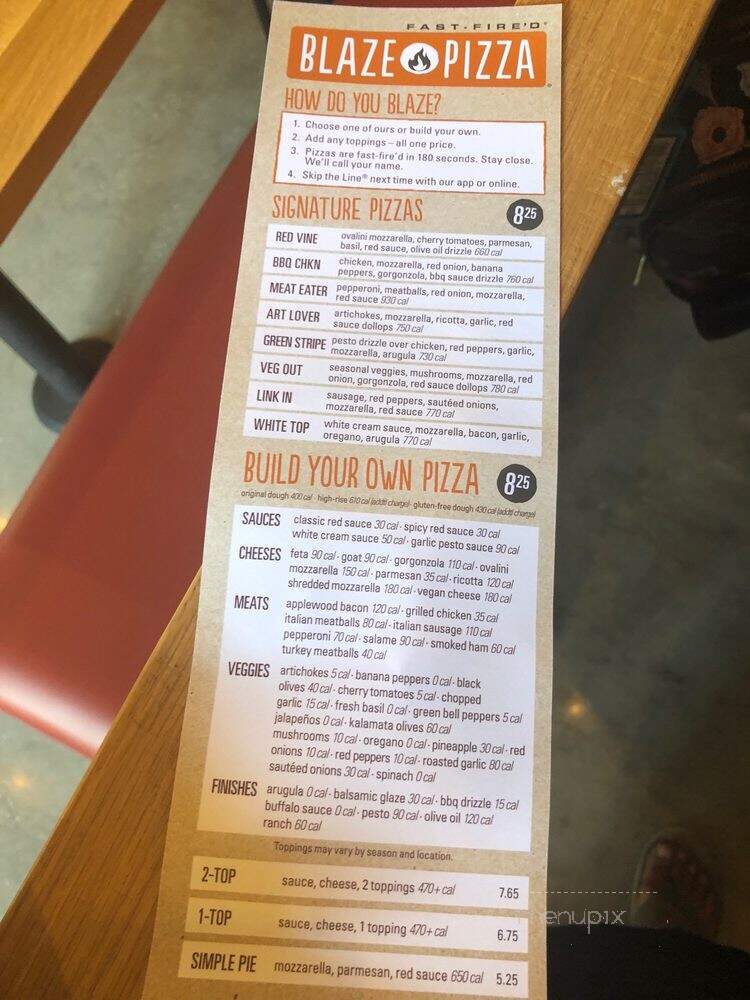 FAST-FIRE'D®
BLAZE PIZZA®
HOW DO YOU BLAZE?
1. Choose one of ours or build your own.
2. Add any toppings – all one price.
3. Pizzas are fast-fire'd in 180 seconds. Stay close.
We'll call your name.
4. Skip the Line® next time with our app or online.
SIGNATURE PIZZAS 8 25
RED VINE ovalini mozzarella, cherry tomatoes, parmesan,
basil, red sauce, olive oil drizzle 660 cal
BBQ CHKN chicken, mozzarella, red onion, banana
peppers, gorgonzola, bbq sauce drizzle 760 cal
MEAT EATER pepperoni, meatballs, red onion, mozzarella,
red sauce 930 cal
ART LOVER artichokes, mozzarella, ricotta, garlic, red
sauce dollops 750 cal
GREEN STRIPE pesto drizzle over chicken, red peppers, garlic,
mozzarella, arugula 730 cal
VEG OUT seasonal veggies, mushrooms, mozzarella, red
onion, gorgonzola, red sauce dollops 780 cal
LINK IN sausage, red peppers, sautéed onions,
mozzarella, red sauce 770 cal
WHITE TOP white cream sauce, mozzarella, bacon, garlic,
oregano, arugula 770 cal
BUILD YOUR OWN PIZZA 8 25
original dough 400 cal · high-rise 610 cal (addtl charge) · gluten-free dough 430 cal (addtl charge)
SAUCES classic red sauce 30 cal · spicy red sauce 30 cal
white cream sauce 50 cal · garlic pesto sauce 90 cal
CHEESES feta 90 cal · goat 90 cal · gorgonzola 110 cal · ovalini
mozzarella 150 cal · parmesan 35 cal · ricotta 120 cal
shredded mozzarella 180 cal · vegan cheese 180 cal
MEATS applewood bacon 120 cal · grilled chicken 35 cal
italian meatballs 80 cal · italian sausage 110 cal
pepperoni 70 cal · salame 90 cal · smoked ham 60 cal
turkey meatballs 40 cal
VEGGIES artichokes 5 cal · banana peppers 0 cal · black
olives 40 cal · cherry tomatoes 5 cal · chopped
garlic 15 cal · fresh basil 0 cal · green bell peppers 5 cal
jalapeños 0 cal · kalamata olives 60 cal
mushrooms 10 cal · oregano 0 cal · pineapple 30 cal · red
onions 10 cal · red peppers 10 cal · roasted garlic 80 cal
sautéed onions 30 cal · spinach 0 cal
FINISHES arugula 0 cal · balsamic glaze 30 cal · bbq drizzle 15 cal
buffalo sauce 0 cal · pesto 90 cal · olive oil 120 cal
ranch 60 cal
Toppings may vary by season and location.
2-TOP sauce, cheese, 2 toppings 470+ cal 7.65
1-TOP sauce, cheese, 1 topping 470+ cal 6.75
SIMPLE PIE mozzarella, parmesan, red sauce 650 cal 5.25
menupix